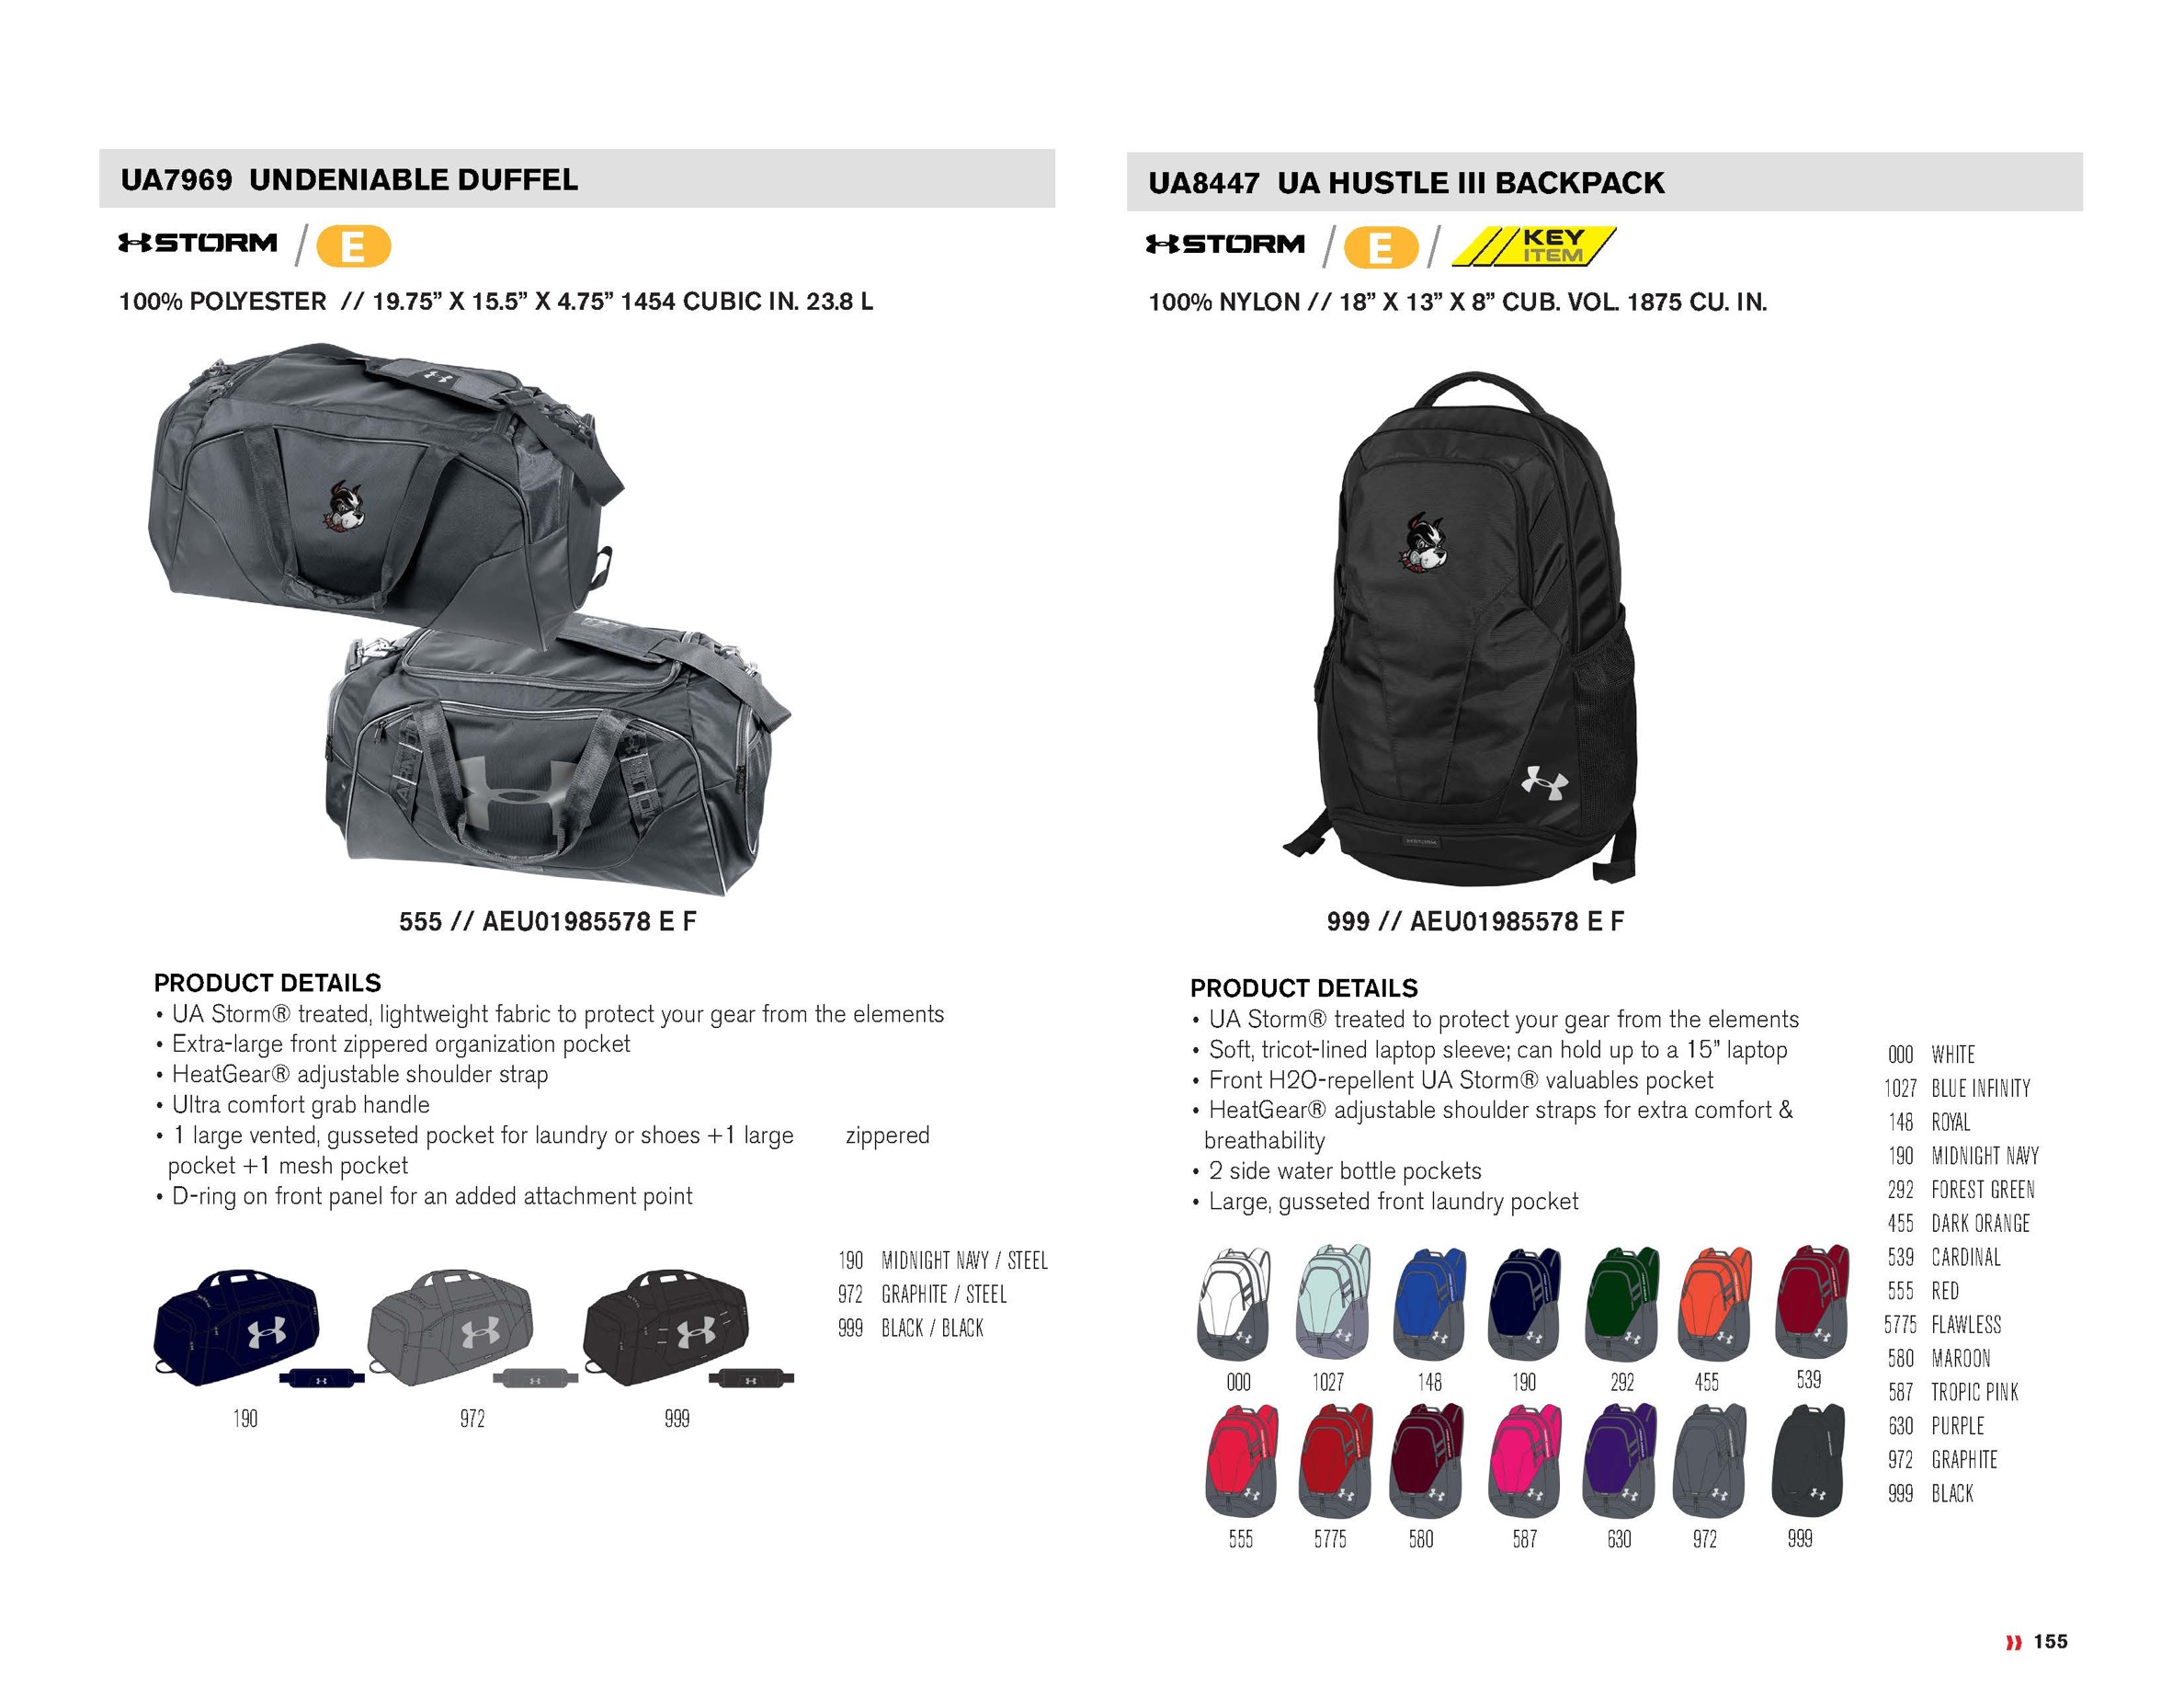 UA7969 UNDENIABLE DUFFEL
STORM / E
100% POLYESTER // 19.75” X 15.5” X 4.75” 1454 CUBIC IN. 23.8 L
555 // AEU01985578 E F
PRODUCT DETAILS
• UA Storm® treated, lightweight fabric to protect your gear from the elements
• Extra-large front zippered organization pocket
• HeatGear® adjustable shoulder strap
• Ultra comfort grab handle
• 1 large vented, gusseted pocket for laundry or shoes +1 large zippered
pocket +1 mesh pocket
• D-ring on front panel for an added attachment point
190 MIDNIGHT NAVY / STEEL
972 GRAPHITE / STEEL
999 BLACK / BLACK
190 972 999
UA8447 UA HUSTLE III BACKPACK
STORM / E / KEY
ITEM
100% NYLON // 18” X 13” X 8” CUB. VOL. 1875 CU. IN.
STORM
999 // AEU01985578 E F
PRODUCT DETAILS
• UA Storm® treated to protect your gear from the elements
• Soft, tricot-lined laptop sleeve; can hold up to a 15” laptop
• Front H2O-repellent UA Storm® valuables pocket
• HeatGear® adjustable shoulder straps for extra comfort &
breathability
• 2 side water bottle pockets
• Large, gusseted front laundry pocket
000 1027 148 190 292 455 539
555 5775 580 587 630 972 999
000 WHITE
1027 BLUE INFINITY
148 ROYAL
190 MIDNIGHT NAVY
292 FOREST GREEN
455 DARK ORANGE
539 CARDINAL
555 RED
5775 FLAWLESS
580 MAROON
587 TROPIC PINK
630 PURPLE
972 GRAPHITE
999 BLACK
155